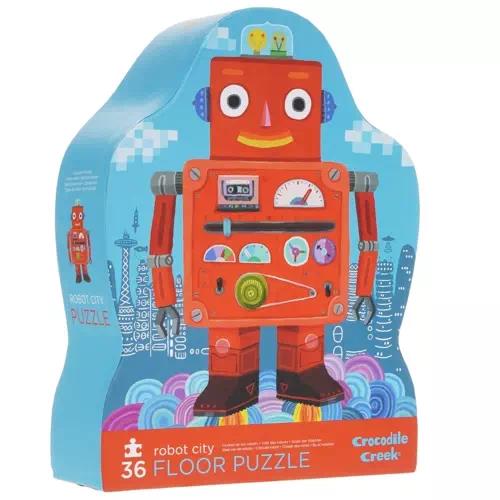 ROBOT CITY
PUZZLE
robot city
36 FLOOR PUZZLE
Crocodile
Creek®